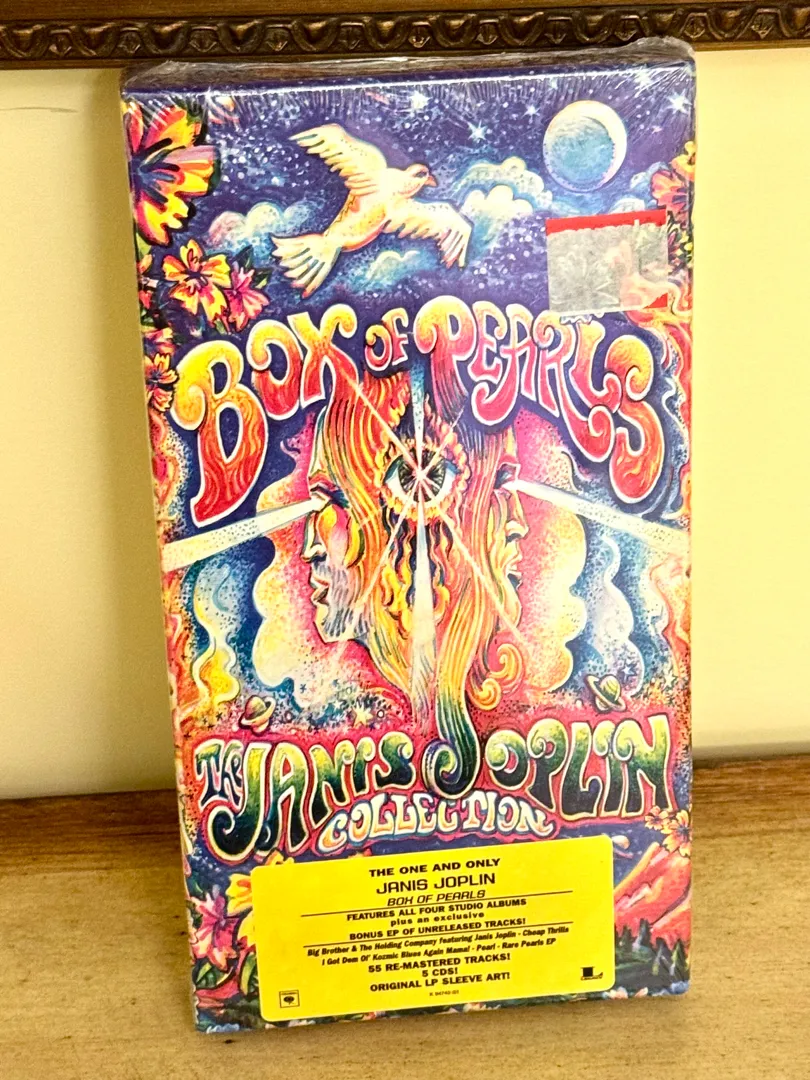 BOX OF PEARLS
THE JANIS JOPLIN
COLLECTION
THE ONE AND ONLY
JANIS JOPLIN
BOX OF PEARLS
FEATURES ALL FOUR STUDIO ALBUMS
plus an exclusive
BONUS EP OF UNRELEASED TRACKS!
Big Brother & The Holding Company featuring Janis Joplin - Cheap Thrills
I Got Dem Ol' Kozmic Blues Again Mama! - Pearl - Rare Pearls EP
55 RE-MASTERED TRACKS!
5 CDS!
ORIGINAL LP SLEEVE ART!